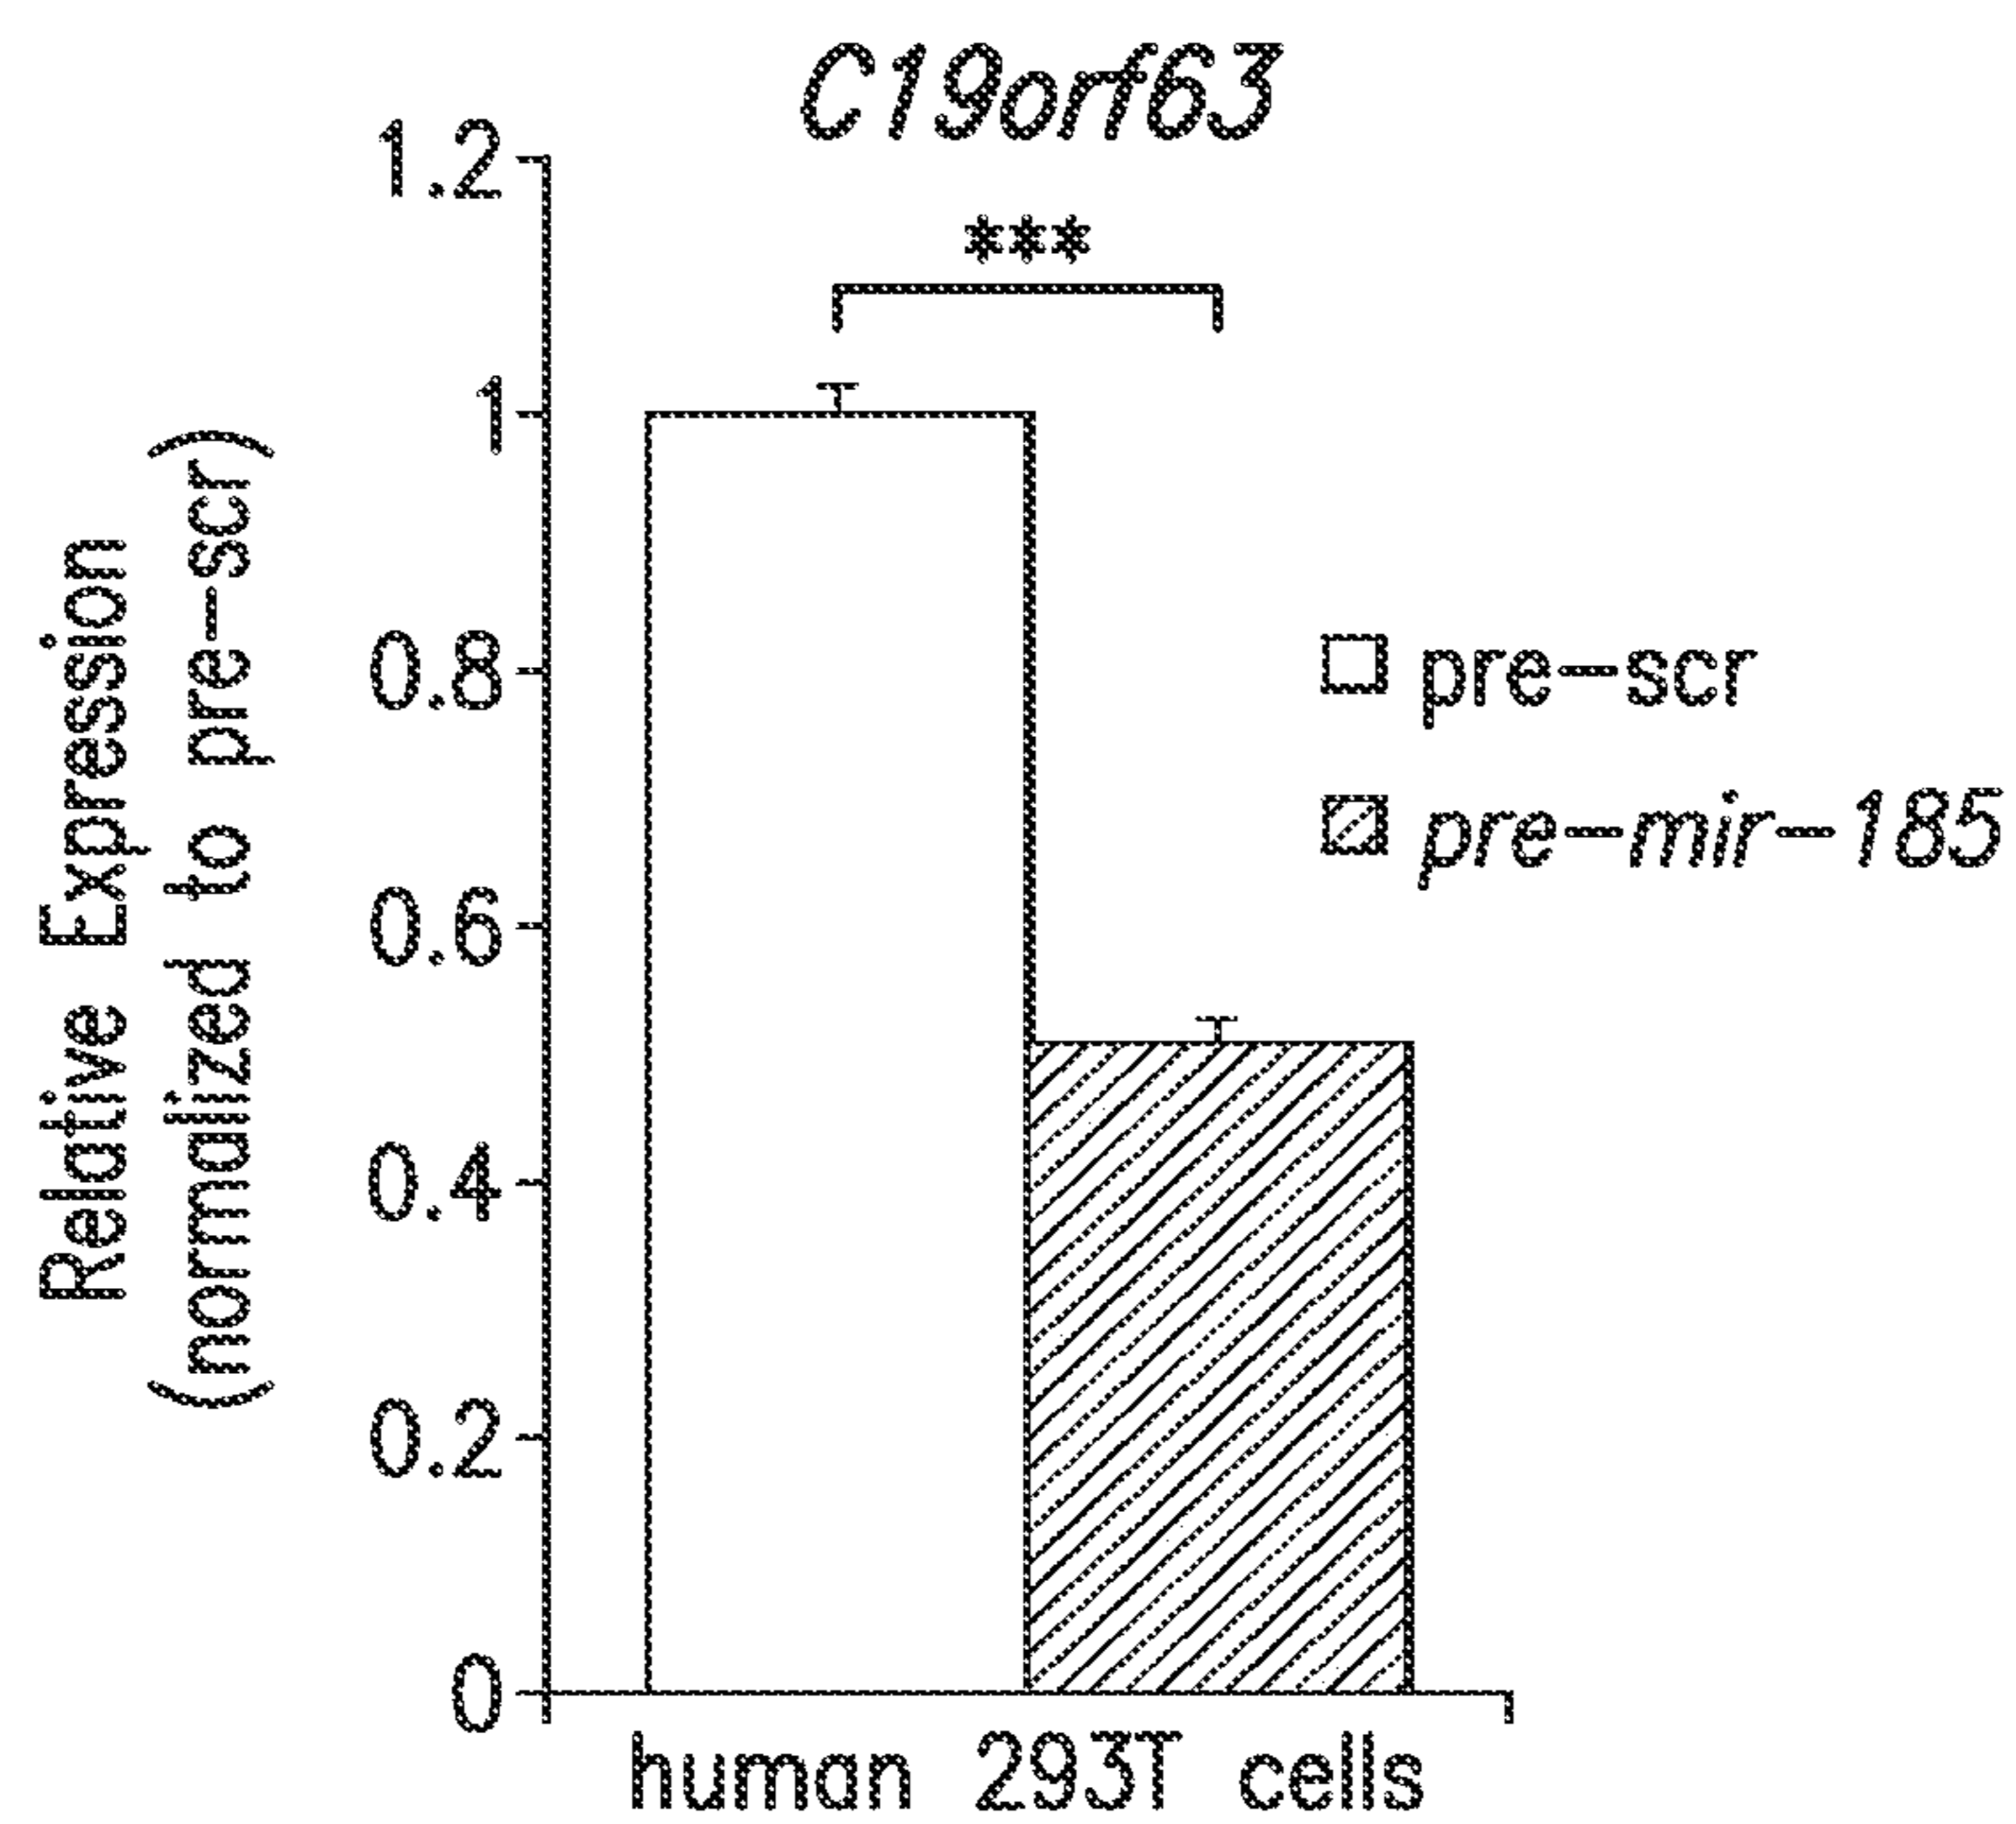 C19orf63
***
Relative Expression
(normalized to pre-scr)
1.2
1
0.8
0.6
0.4
0.2
0
pre-scr
pre-mir-185
human 293T cells